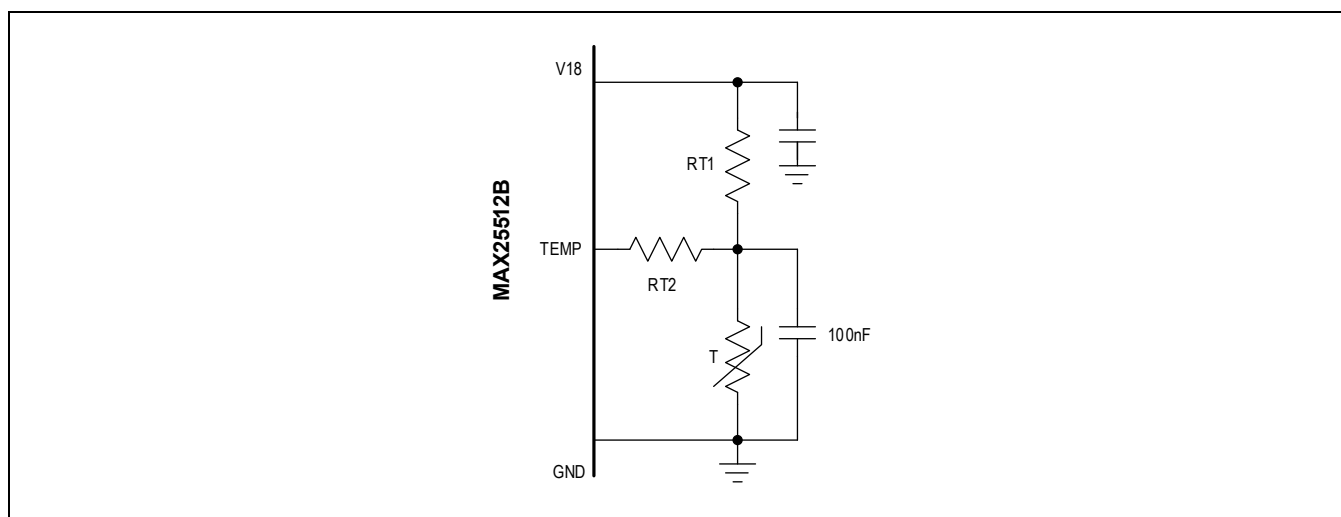 V18
RT1
MAX25512B
TEMP
RT2
T
100nF
GND